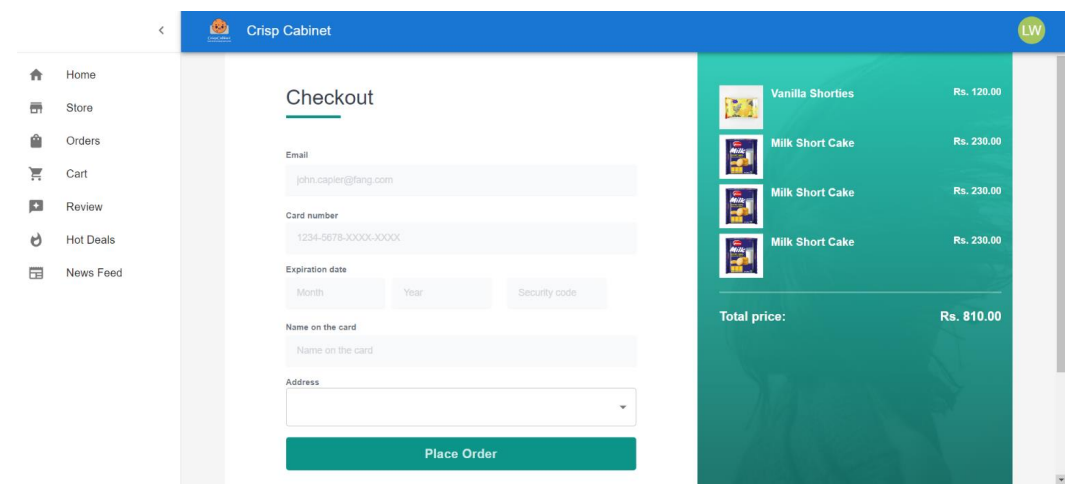 Crisp Cabinet
LW
Home
Store
Orders
Cart
Review
Hot Deals
News Feed
Checkout
Email
john.capier@fang.com
Card number
1234-5678-XXXX-XXXX
Expiration date
Month Year Security code
Name on the card
Name on the card
Address
Place Order
Vanilla Shorties Rs. 120.00
Milk Short Cake Rs. 230.00
Milk Short Cake Rs. 230.00
Milk Short Cake Rs. 230.00
Total price: Rs. 810.00